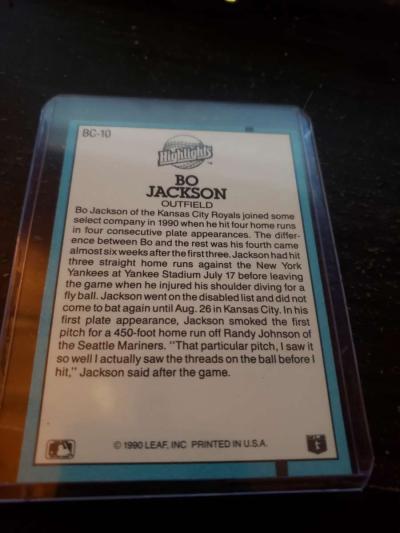 BC-10
Highlights
BO
JACKSON
OUTFIELD
Bo Jackson of the Kansas City Royals joined some
select company in 1990 when he hit four home runs
in four consecutive plate appearances. The differ-
ence between Bo and the rest was his fourth came
almost six weeks after the first three. Jackson had hit
three straight home runs against the New York
Yankees at Yankee Stadium July 17 before leaving
the game when he injured his shoulder diving for a
fly ball. Jackson went on the disabled list and did not
come to bat again until Aug. 26 in Kansas City. In his
first plate appearance, Jackson smoked the first
pitch for a 450-foot home run off Randy Johnson of
the Seattle Mariners. "That particular pitch, I saw it
so well I actually saw the threads on the ball before I
hit," Jackson said after the game.
© 1990 LEAF, INC PRINTED IN U.S.A.